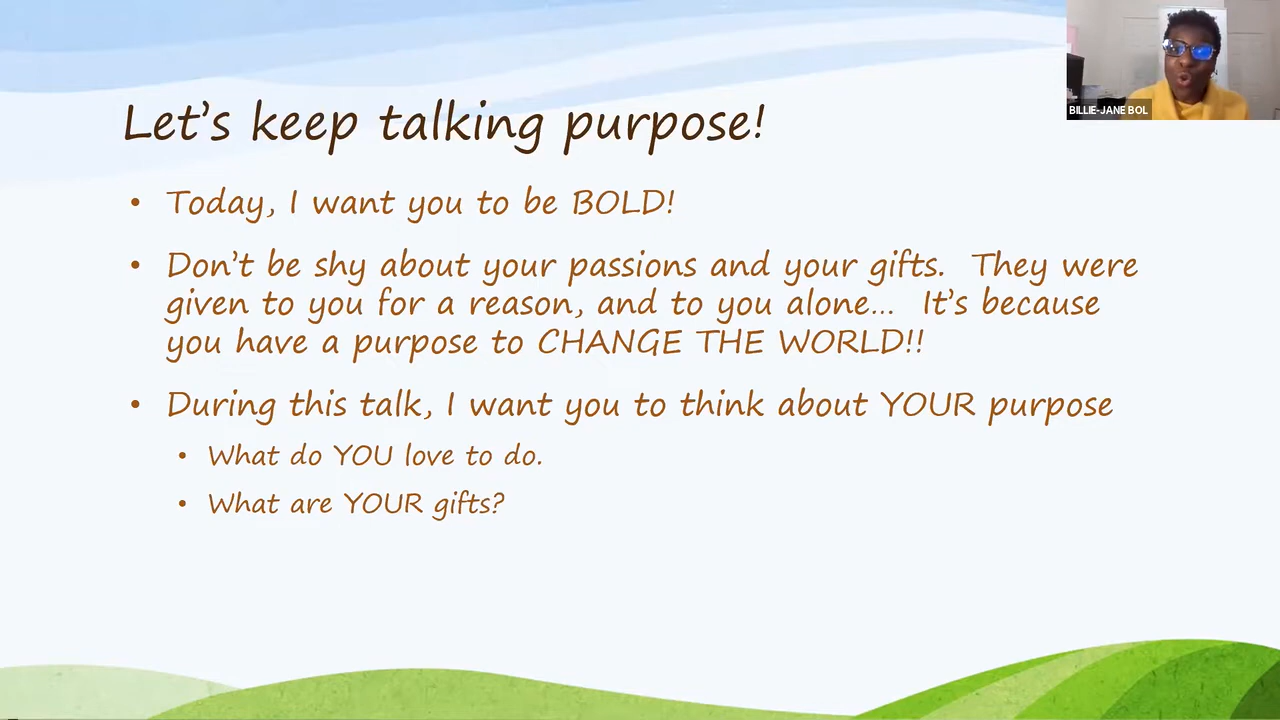 Let's keep talking purpose!
BILLIE-JANE BOL
• Today, I want you to be BOLD!
• Don't be shy about your passions and your gifts.  They were
given to you for a reason, and to you alone...  It's because
you have a purpose to CHANGE THE WORLD!!
• During this talk, I want you to think about YOUR purpose
• What do YOU love to do.
• What are YOUR gifts?